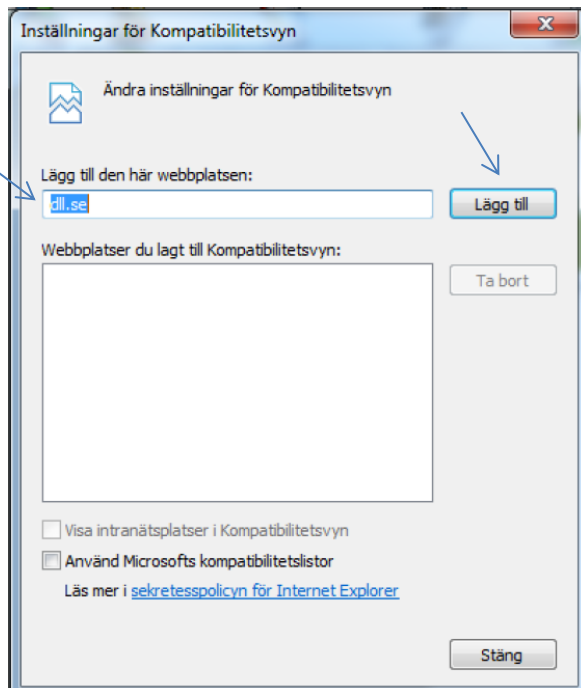 Inställningar för Kompatibilitetsvyn
Ändra inställningar för Kompatibilitetsvyn
Lägg till den här webbplatsen:
dll.se
Lägg till
Webbplatser du lagt till Kompatibilitetsvyn:
Ta bort
Visa intranätsplatser i Kompatibilitetsvyn
Använd Microsofts kompatibilitetslistor
Läs mer i sekretesspolicyn för Internet Explorer
Stäng